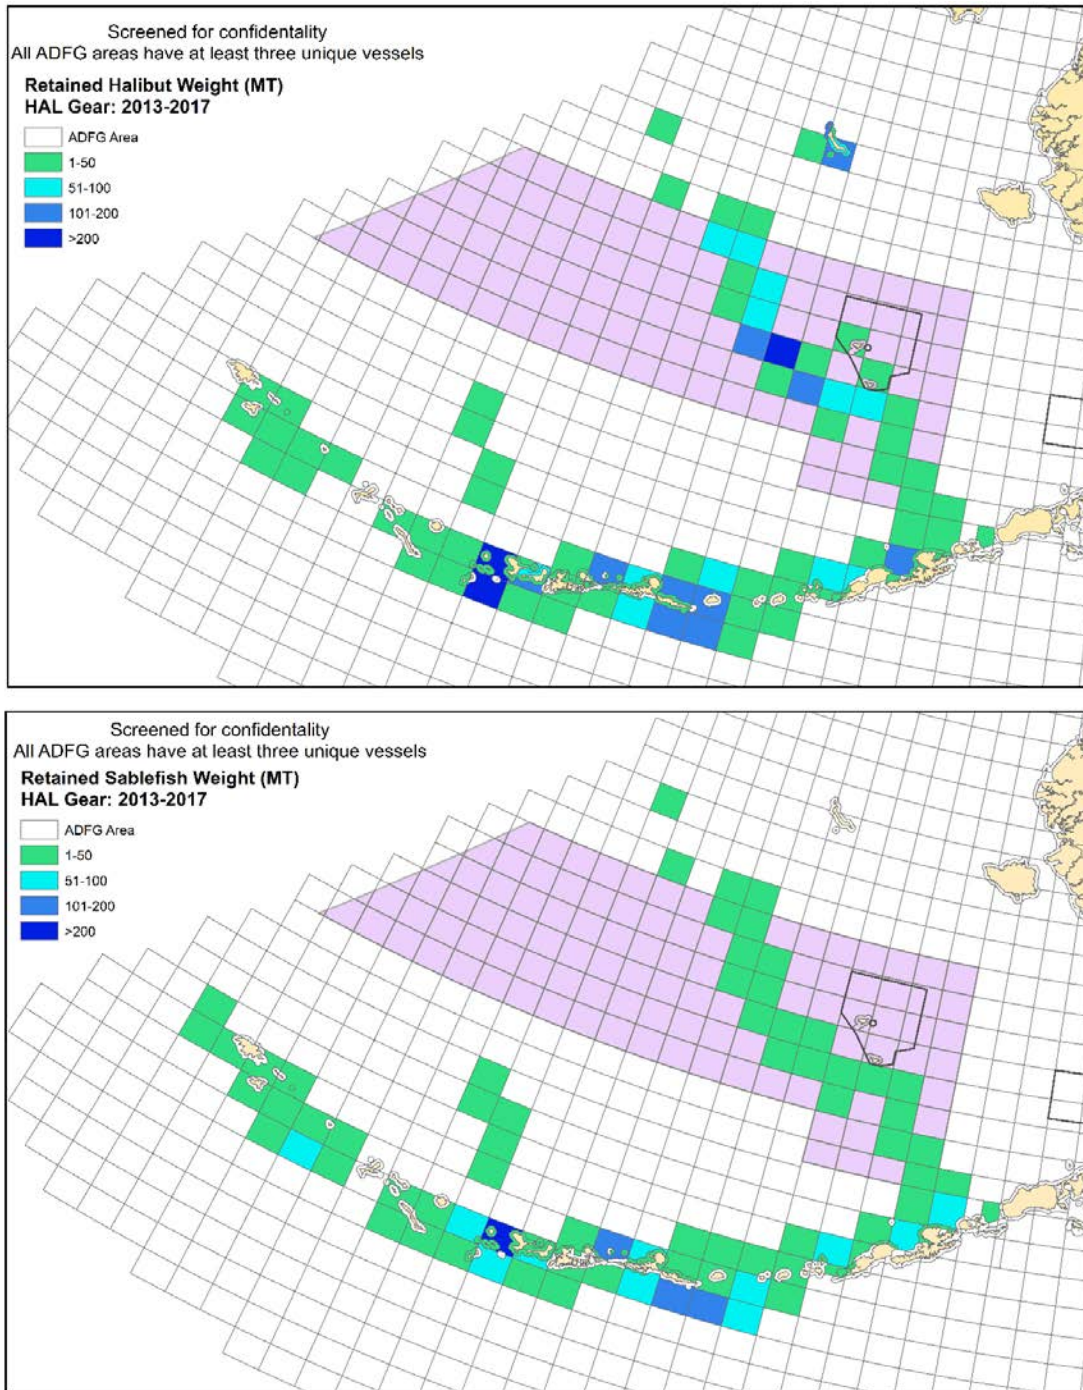 Screened for confidentality
All ADFG areas have at least three unique vessels
Retained Halibut Weight (MT)
HAL Gear: 2013-2017
ADFG Area
1-50
51-100
101-200
>200
Screened for confidentality
All ADFG areas have at least three unique vessels
Retained Sablefish Weight (MT)
HAL Gear: 2013-2017
ADFG Area
1-50
51-100
101-200
>200